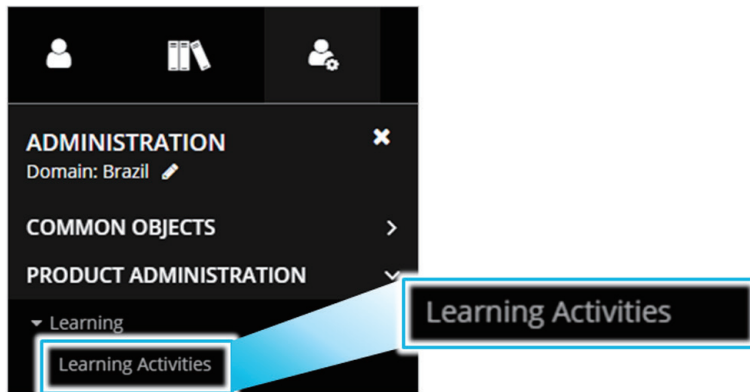 ADMINISTRATION
Domain: Brazil
COMMON OBJECTS
PRODUCT ADMINISTRATION
Learning
Learning Activities
Learning Activities